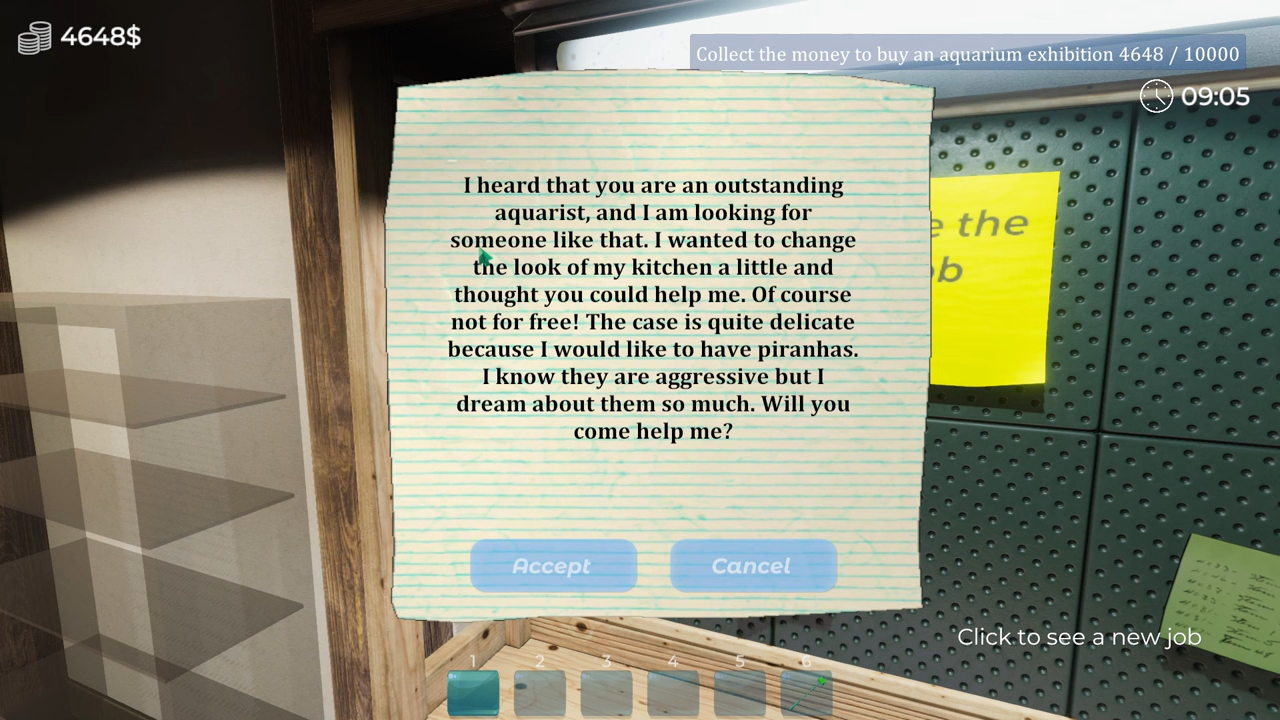 4648$
Collect the money to buy an aquarium exhibition 4648 / 10000
09:05
I heard that you are an outstanding
aquarist, and I am looking for
someone like that. I wanted to change
the look of my kitchen a little and
thought you could help me. Of course
not for free! The case is quite delicate
because I would like to have piranhas.
I know they are aggressive but I
dream about them so much. Will you
come help me?
Accept
Cancel
the
Click to see a new job
1 2 3 4 5 6